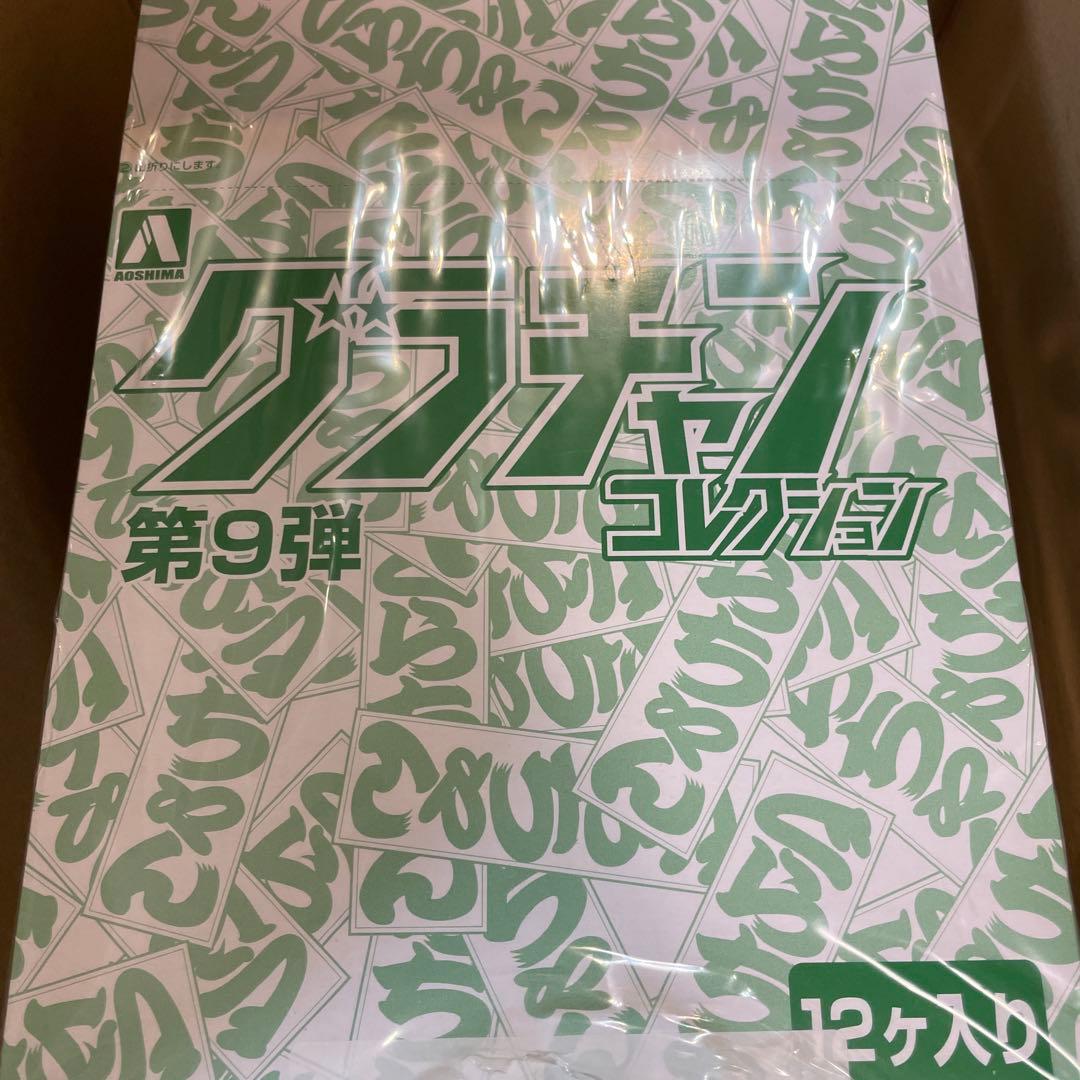 山折りにします。
AOSHIMA
グラチャン
コレクション
第9弾
12ヶ入り